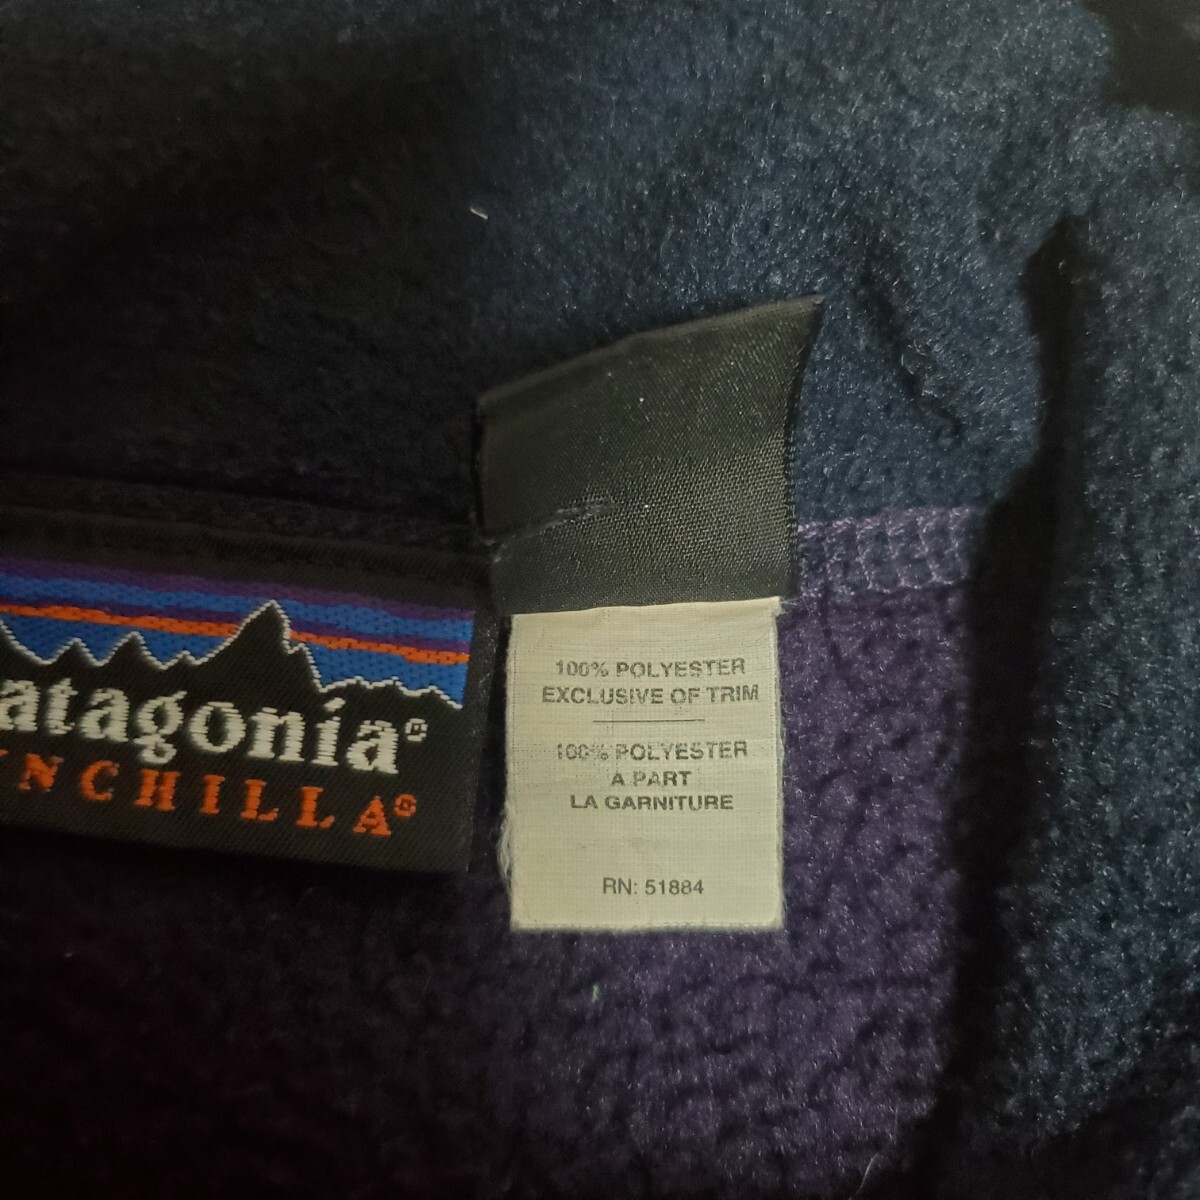 atagonia®
NCHILLA®
100% POLYESTER
EXCLUSIVE OF TRIM
100% POLYESTER
A PART
LA GARNITURE
RN: 51884